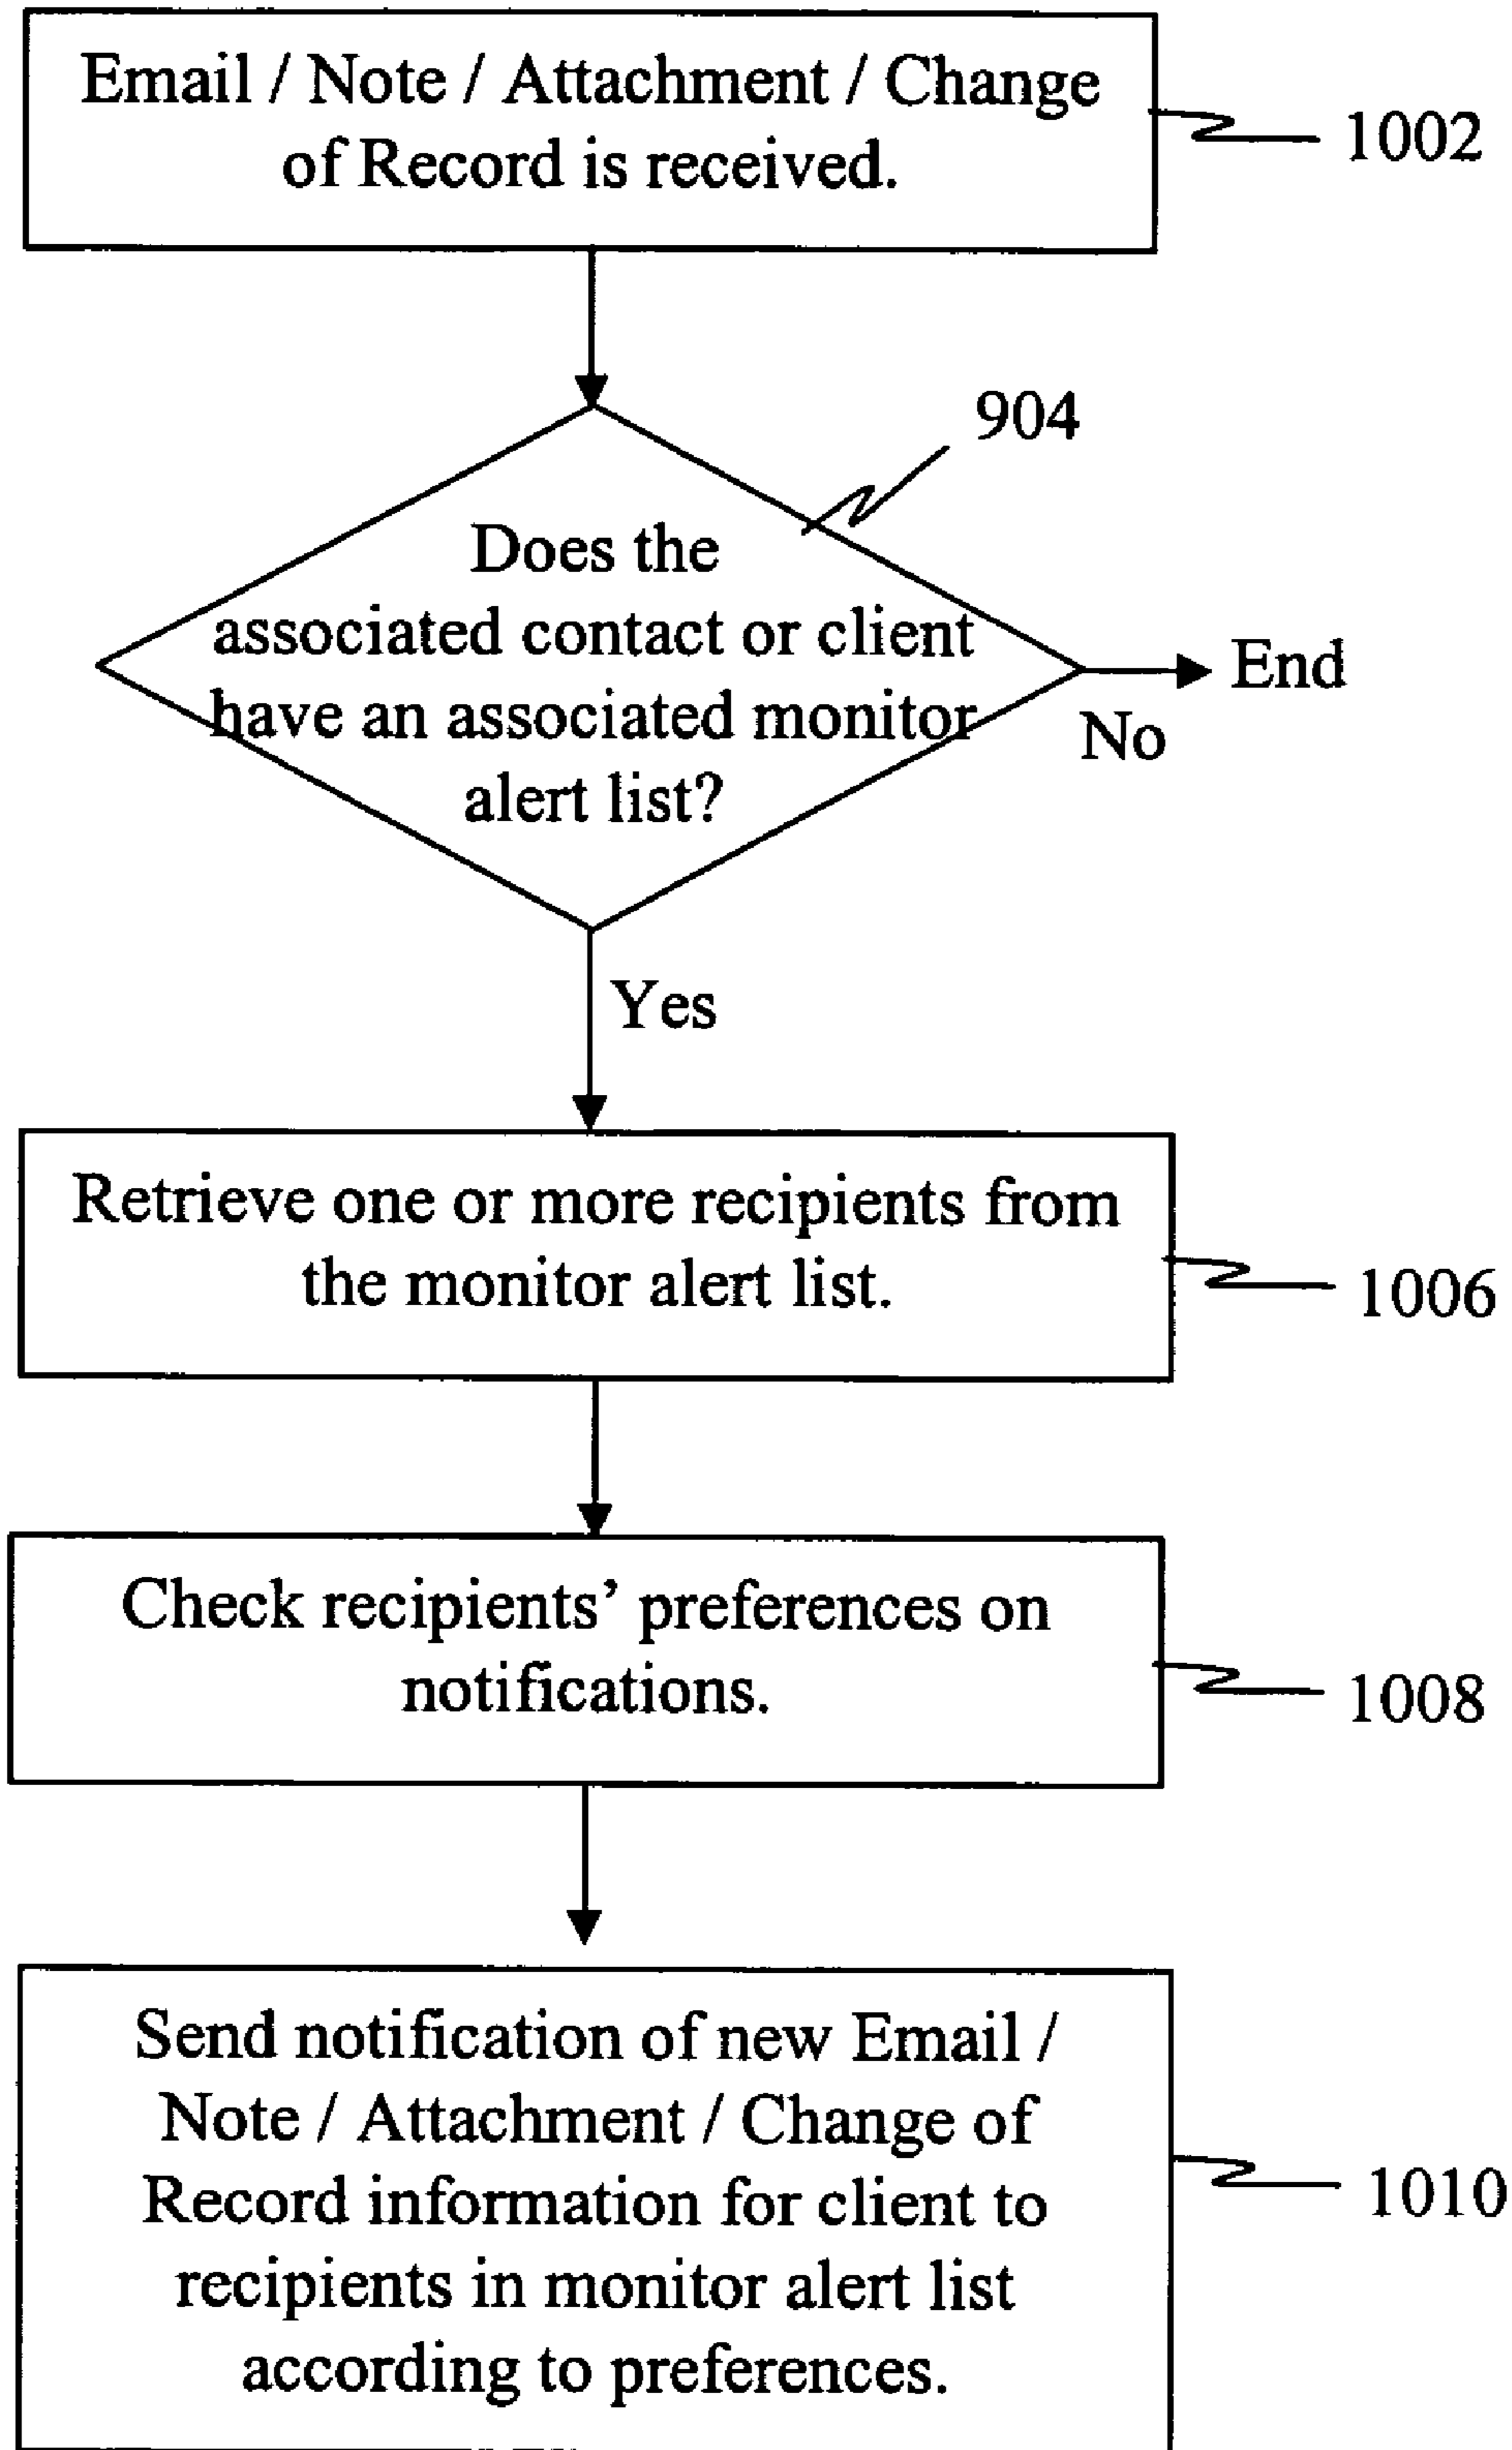 Email / Note / Attachment / Change
of Record is received.
1002
904
Does the
associated contact or client
have an associated monitor
alert list?
End
No
Yes
Retrieve one or more recipients from
the monitor alert list.
1006
Check recipients’ preferences on
notifications.
1008
Send notification of new Email /
Note / Attachment / Change of
Record information for client to
recipients in monitor alert list
according to preferences.
1010